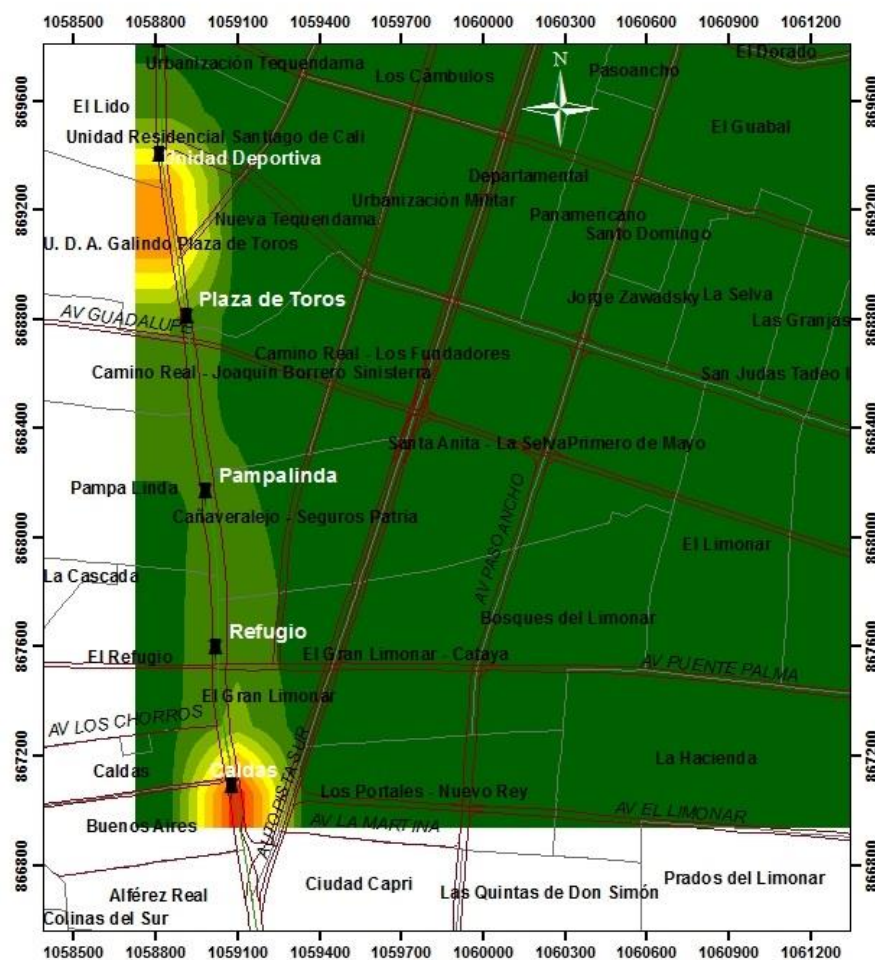 1058500 1058800 1059100 1059400 1059700 1060000 1060300 1060600 1060900 1061200
El Dorado
Urbanización Tequendama
N
Pasoancho
Los Cámbulos
869600
869600
El Lido
El Guabal
Unidad Residencial Santiago de Cali
Unidad Deportiva
Departamental
Urbanización Militar
869200
869200
Nueva Tequendama
Panamericano
Santo Domingo
U. D. A. Galindo Plaza de Toros
Plaza de Toros
Jorge Zawadsky
La Selva
AV GUADALUPE
868800
868800
Las Granjas
Camino Real - Los Fundadores
Camino Real - Joaquín Borrero Sinisterra
San Judas Tadeo I
868400
868400
Santa Anita - La Selva
Primero de Mayo
Pampalinda
Pampa Linda
Cañaveralejo - Seguros Patria
AV PASOANCHO
868000
868000
El Limonar
La Cascada
Bosques del Limonar
Refugio
867600
867600
El Refugio
El Gran Limonar - Cataya
AV PUENTE PALMA
El Gran Limonar
AV LOS CHORROS
AUTOPISTA SUR
867200
867200
La Hacienda
Caldas
Caldas
Los Portales - Nuevo Rey
AV EL LIMONAR
Buenos Aires
AV LA MARTINA
866800
866800
Ciudad Capri
Prados del Limonar
Alférez Real
Las Quintas de Don Simón
Colinas del Sur
1058500 1058800 1059100 1059400 1059700 1060000 1060300 1060600 1060900 1061200